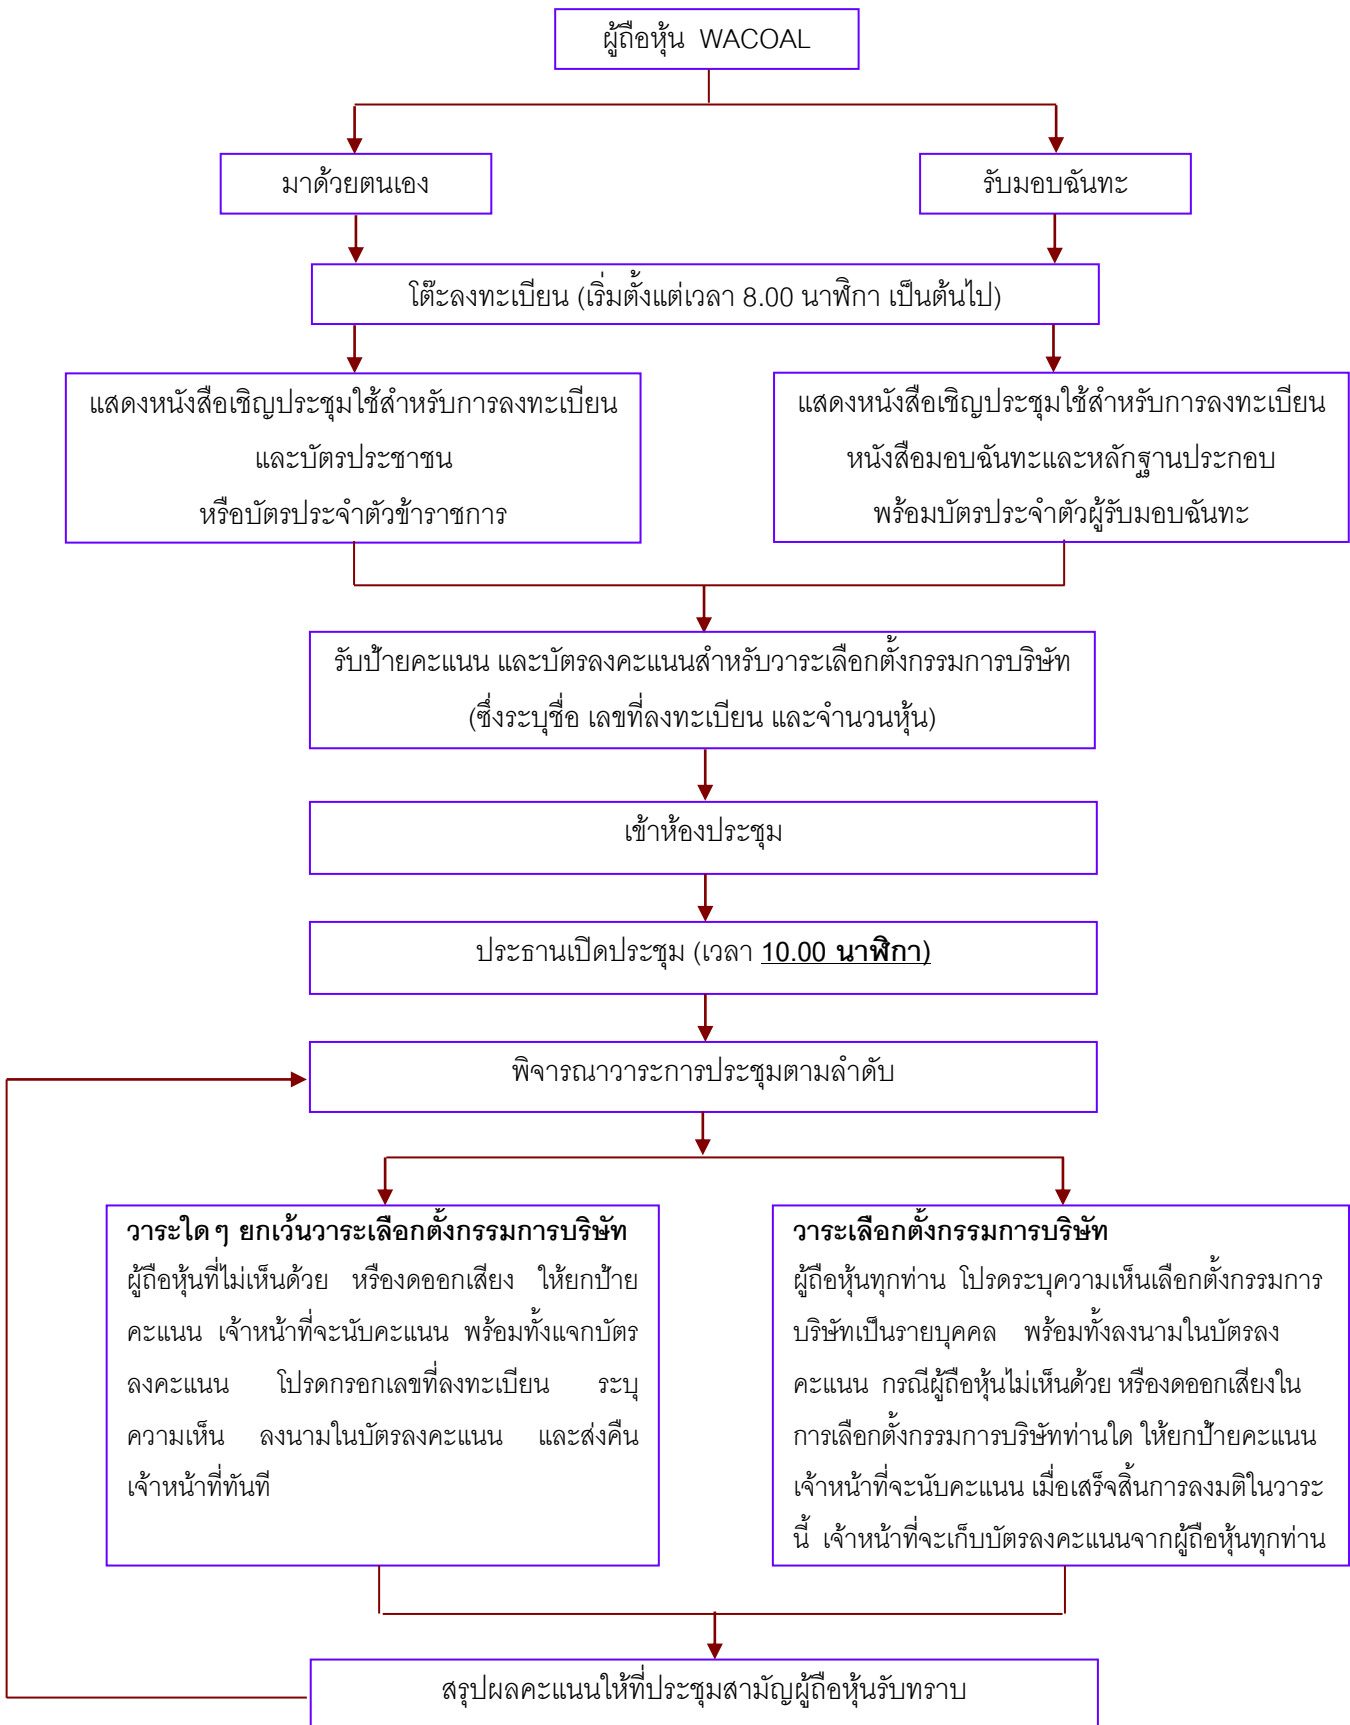 ผู้ถือหุ้น WACOAL
มาด้วยตนเอง
รับมอบฉันทะ
โต๊ะลงทะเบียน (เริ่มตั้งแต่เวลา 8.00 นาฬิกา เป็นต้นไป)
แสดงหนังสือเชิญประชุมใช้สำหรับการลงทะเบียน
และบัตรประชาชน
หรือบัตรประจำตัวข้าราชการ
แสดงหนังสือเชิญประชุมใช้สำหรับการลงทะเบียน
หนังสือมอบฉันทะและหลักฐานประกอบ
พร้อมบัตรประจำตัวผู้รับมอบฉันทะ
รับป้ายคะแนน และบัตรลงคะแนนสำหรับวาระเลือกตั้งกรรมการบริษัท
(ซึ่งระบุชื่อ เลขที่ลงทะเบียน และจำนวนหุ้น)
เข้าห้องประชุม
ประธานเปิดประชุม (เวลา 10.00 นาฬิกา)
พิจารณาวาระการประชุมตามลำดับ
วาระใด ๆ ยกเว้นวาระเลือกตั้งกรรมการบริษัท
ผู้ถือหุ้นที่ไม่เห็นด้วย หรืองดออกเสียง ให้ยกป้าย
คะแนน เจ้าหน้าที่จะนับคะแนน พร้อมทั้งแจกบัตร
ลงคะแนน โปรดกรอกเลขที่ลงทะเบียน ระบุ
ความเห็น ลงนามในบัตรลงคะแนน และส่งคืน
เจ้าหน้าที่ทันที
วาระเลือกตั้งกรรมการบริษัท
ผู้ถือหุ้นทุกท่าน โปรดระบุความเห็นเลือกตั้งกรรมการ
บริษัทเป็นรายบุคคล พร้อมทั้งลงนามในบัตรลง
คะแนน กรณีผู้ถือหุ้นไม่เห็นด้วย หรืองดออกเสียงใน
การเลือกตั้งกรรมการบริษัทท่านใด ให้ยกป้ายคะแนน
เจ้าหน้าที่จะนับคะแนน เมื่อเสร็จสิ้นการลงมติในวาระ
นี้ เจ้าหน้าที่จะเก็บบัตรลงคะแนนจากผู้ถือหุ้นทุกท่าน
สรุปผลคะแนนให้ที่ประชุมสามัญผู้ถือหุ้นรับทราบ